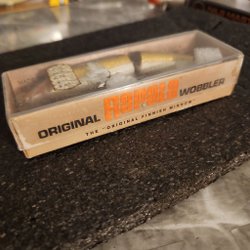 ORIGINAL RAPALA WOBBLER
THE "ORIGINAL FINNISH MINNOW"